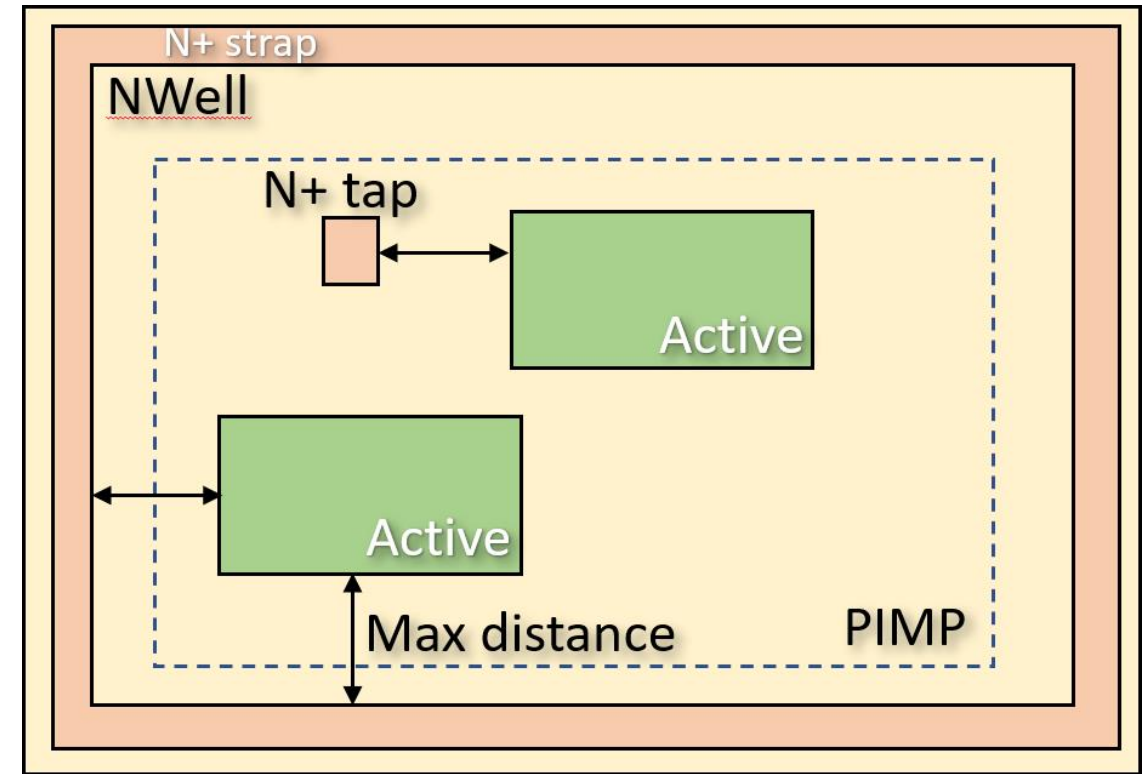 N+ strap
NWell
N+ tap
Active
Active
Max distance
PIMP